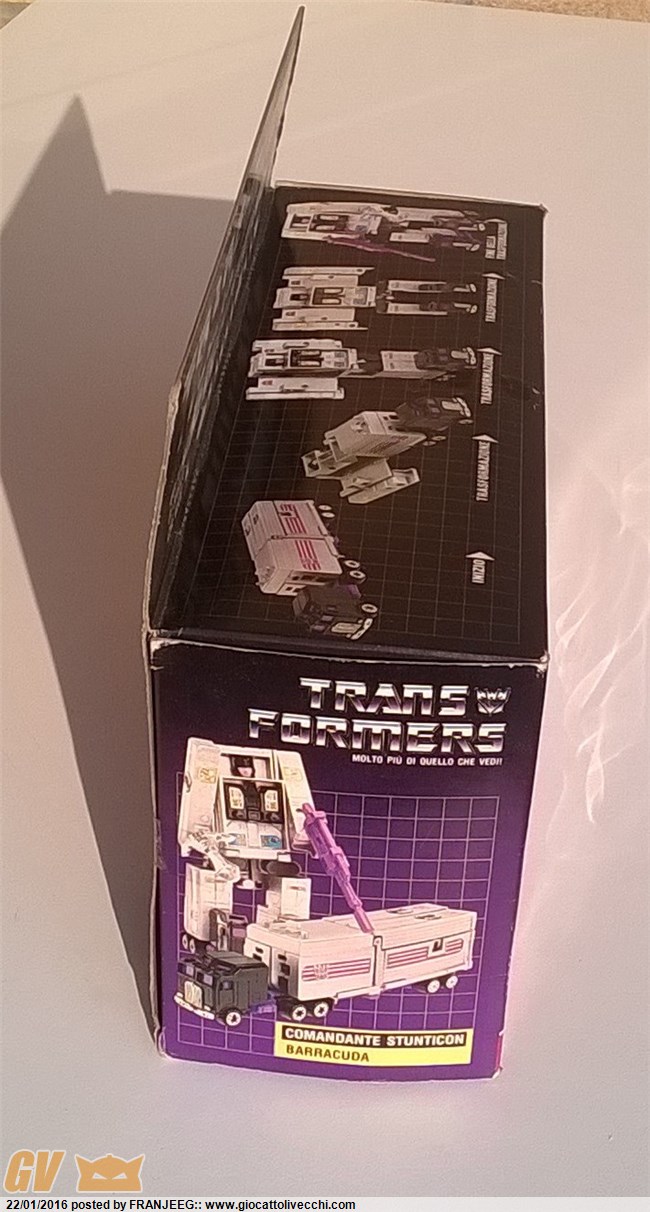 FINE DELLA
TRASFORMAZIONE
TRASFORMAZIONE
TRASFORMAZIONE
TRASFORMAZIONE
INIZIO
TRANS
FORMERS
MOLTO PIÙ DI QUELLO CHE VEDI!
COMANDANTE STUNTICON
BARRACUDA
GV
22/01/2016 posted by FRANJEEG:: www.giocattolivecchi.com